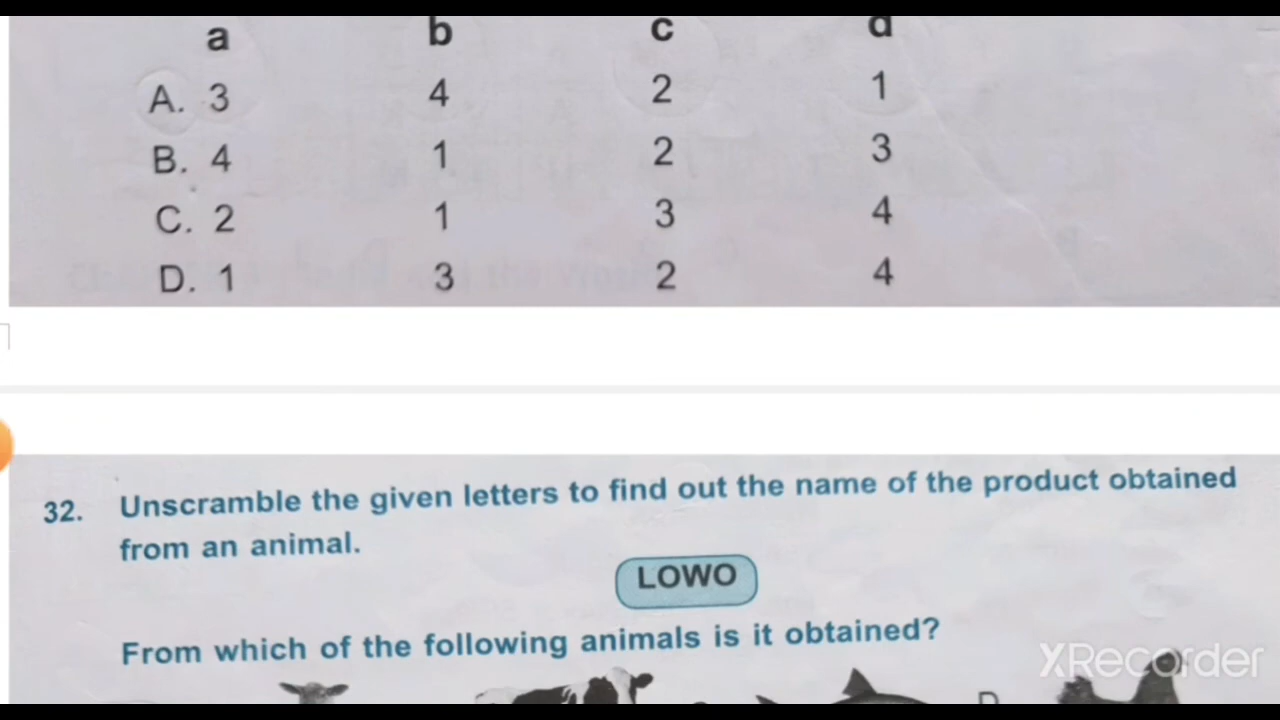 a b c d
A. 3 4 2 1
B. 4 1 2 3
C. 2 1 3 4
D. 1 3 2 4
32. Unscramble the given letters to find out the name of the product obtained
from an animal.
LOWO
From which of the following animals is it obtained?
XRecorder